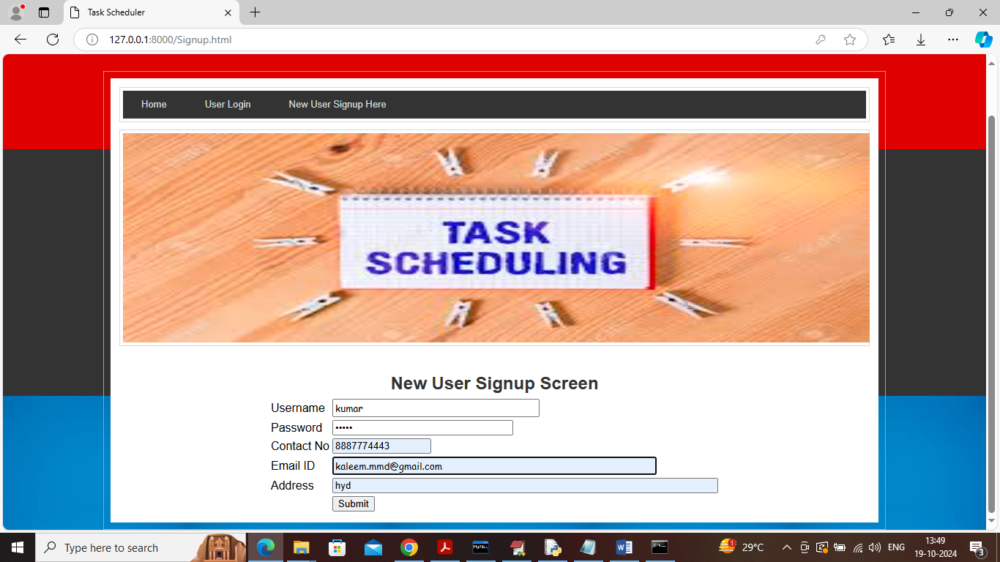 Task Scheduler
127.0.0.1:8000/Signup.html
Home User Login New User Signup Here
TASK
SCHEDULING
New User Signup Screen
Username kumar
Password •••••
Contact No 8887774443
Email ID kaleem.mmd@gmail.com
Address hyd
Submit
Type here to search
1 29°C ENG 13:49
19-10-2024 3